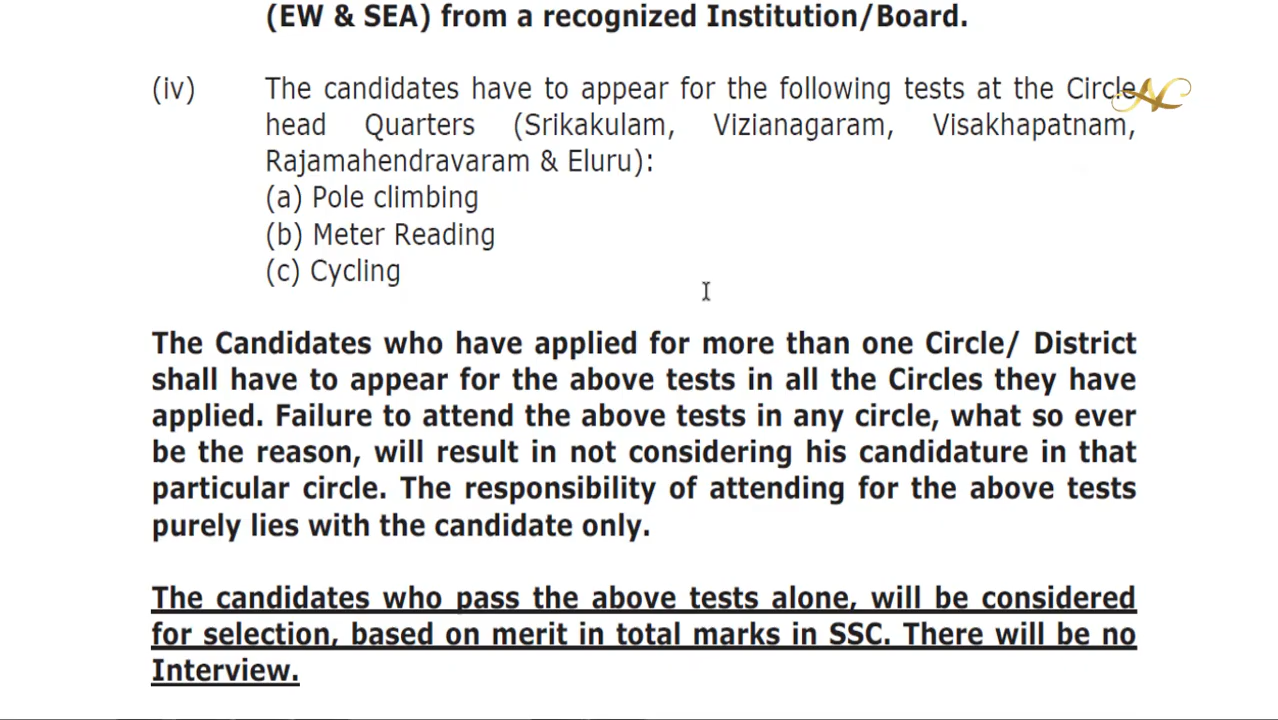 (EW & SEA) from a recognized Institution/Board.
(iv) The candidates have to appear for the following tests at the Circle
head Quarters (Srikakulam, Vizianagaram, Visakhapatnam,
Rajamahendravaram & Eluru):
(a) Pole climbing
(b) Meter Reading
(c) Cycling
The Candidates who have applied for more than one Circle/ District
shall have to appear for the above tests in all the Circles they have
applied. Failure to attend the above tests in any circle, what so ever
be the reason, will result in not considering his candidature in that
particular circle. The responsibility of attending for the above tests
purely lies with the candidate only.
The candidates who pass the above tests alone, will be considered
for selection, based on merit in total marks in SSC. There will be no
Interview.